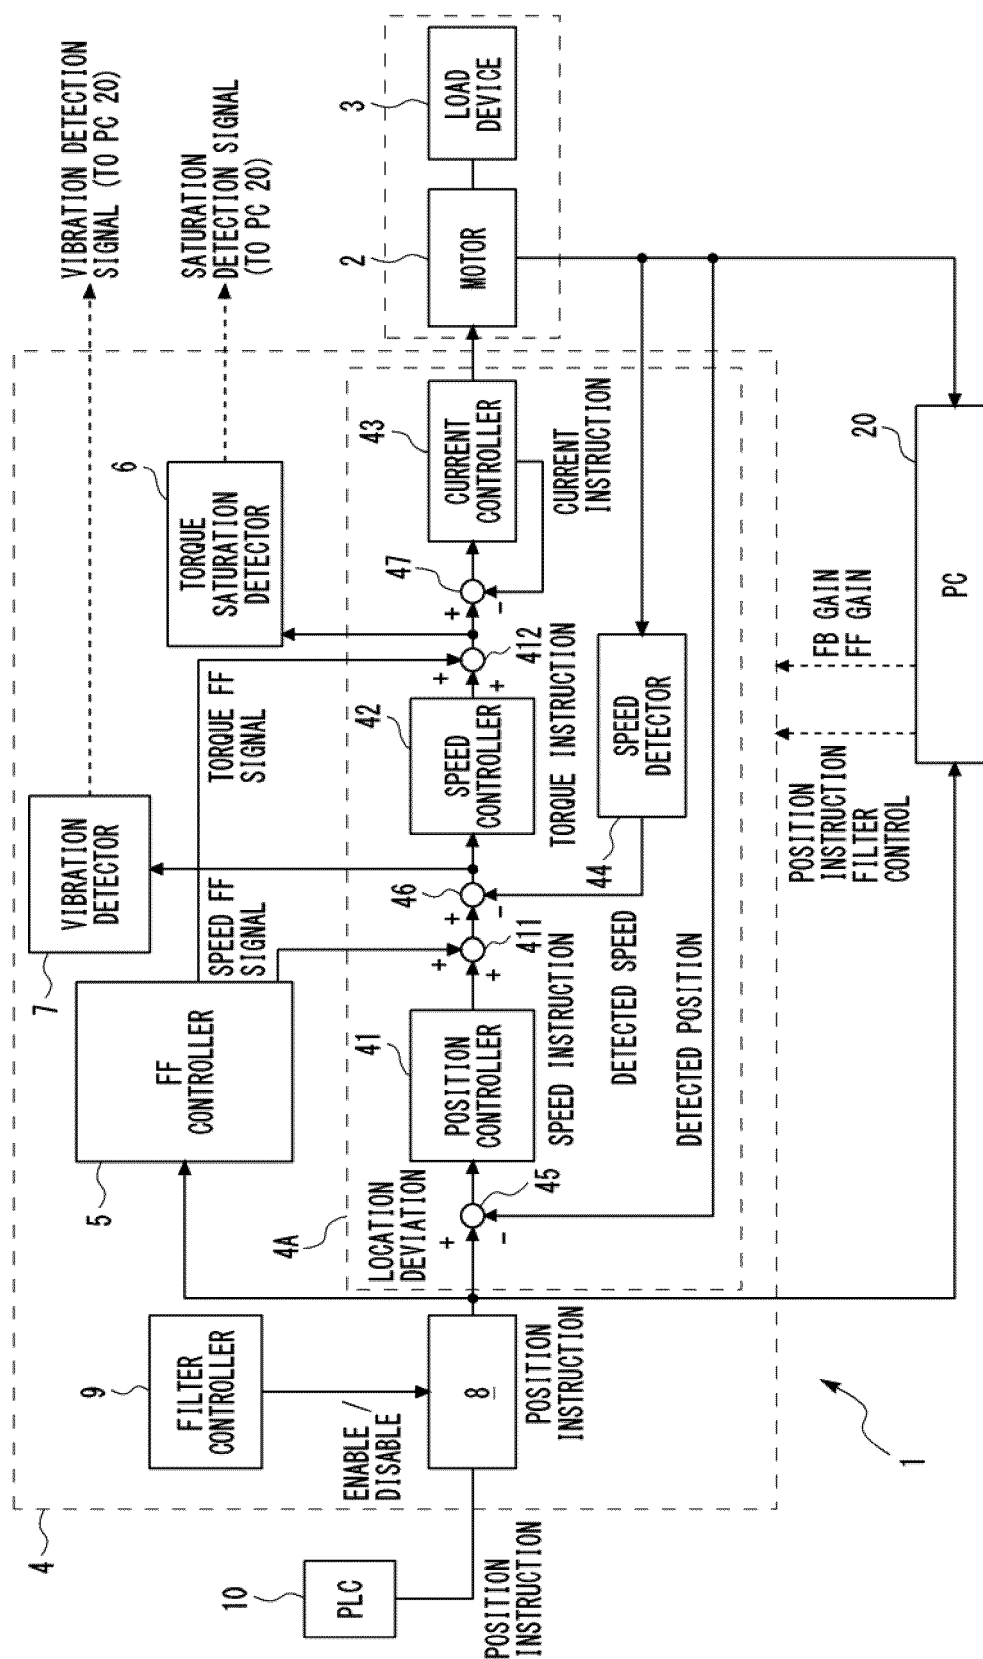 VIBRATION DETECTION
SIGNAL (TO PC 20)
SATURATION
DETECTION SIGNAL
(TO PC 20)
7
VIBRATION
DETECTOR
6
TORQUE
SATURATION
DETECTOR
5
FF
CONTROLLER
SPEED FF
SIGNAL
TORQUE FF
SIGNAL
9
FILTER
CONTROLLER
ENABLE /
DISABLE
4
4A
10
PLC
POSITION
INSTRUCTION
8
POSITION
INSTRUCTION
LOCATION
DEVIATION
+
-
45
41
POSITION
CONTROLLER
SPEED INSTRUCTION
+
+
411
+
-
46
42
SPEED
CONTROLLER
TORQUE INSTRUCTION
+
+
412
+
-
47
43
CURRENT
CONTROLLER
CURRENT
INSTRUCTION
2
MOTOR
3
LOAD
DEVICE
44
SPEED
DETECTOR
DETECTED SPEED
DETECTED POSITION
POSITION
INSTRUCTION
FILTER
CONTROL
FB GAIN
FF GAIN
20
PC
1